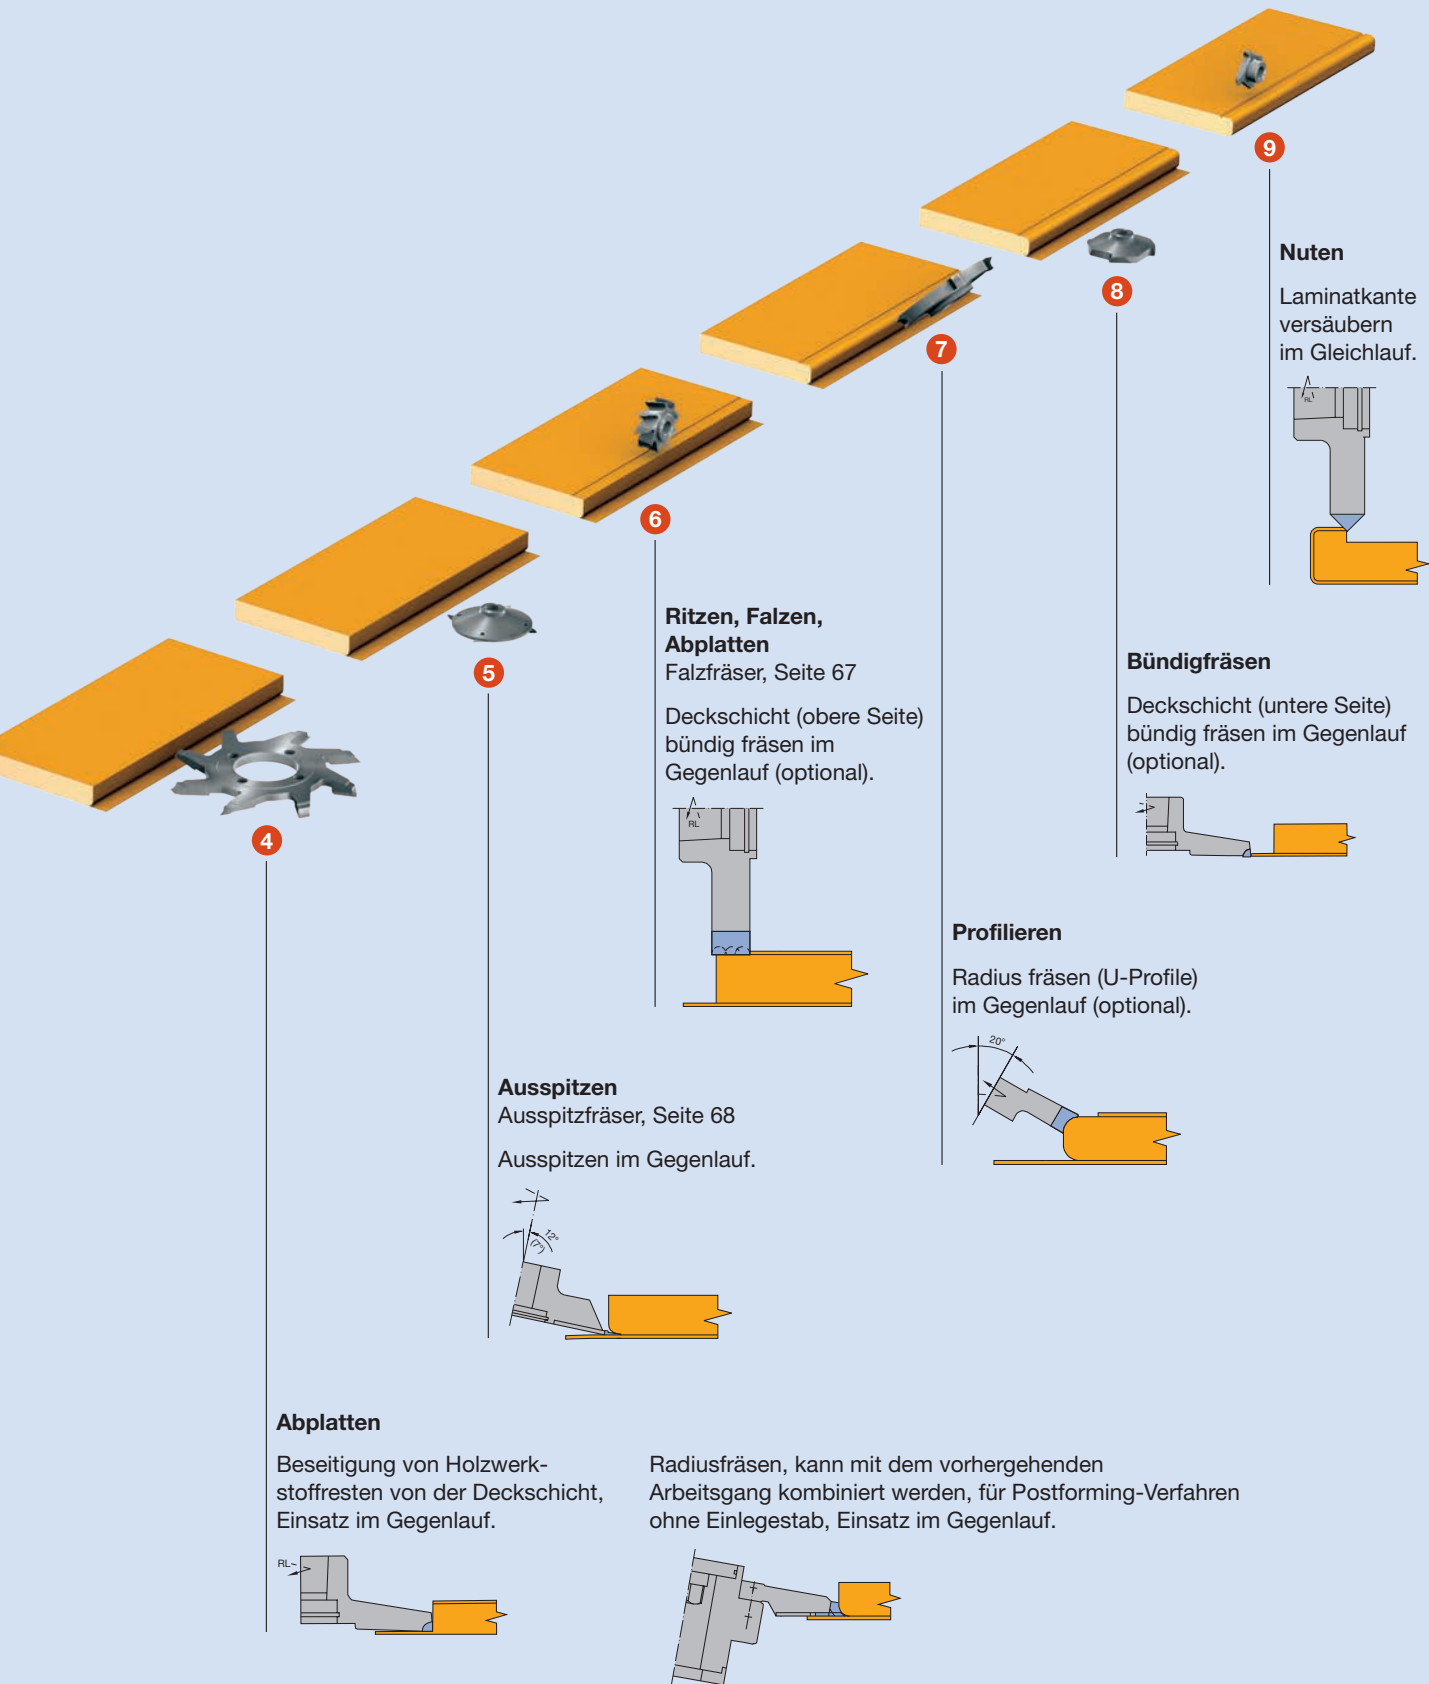 9
Nuten
Laminatkante
versäubern
im Gleichlauf.
RL
8
Bündigfräsen
Deckschicht (untere Seite)
bündig fräsen im Gegenlauf
(optional).
7
Profilieren
Radius fräsen (U-Profile)
im Gegenlauf (optional).
20°
6
Ritzen, Falzen,
Abplatten
Falzfräser, Seite 67
Deckschicht (obere Seite)
bündig fräsen im
Gegenlauf (optional).
RL
5
Ausspitzen
Ausspitzfräser, Seite 68
Ausspitzen im Gegenlauf.
12°
(7°)
4
Abplatten
Beseitigung von Holzwerk-
stoffresten von der Deckschicht,
Einsatz im Gegenlauf.
RL
Radiusfräsen, kann mit dem vorhergehenden
Arbeitsgang kombiniert werden, für Postforming-Verfahren
ohne Einlegestab, Einsatz im Gegenlauf.